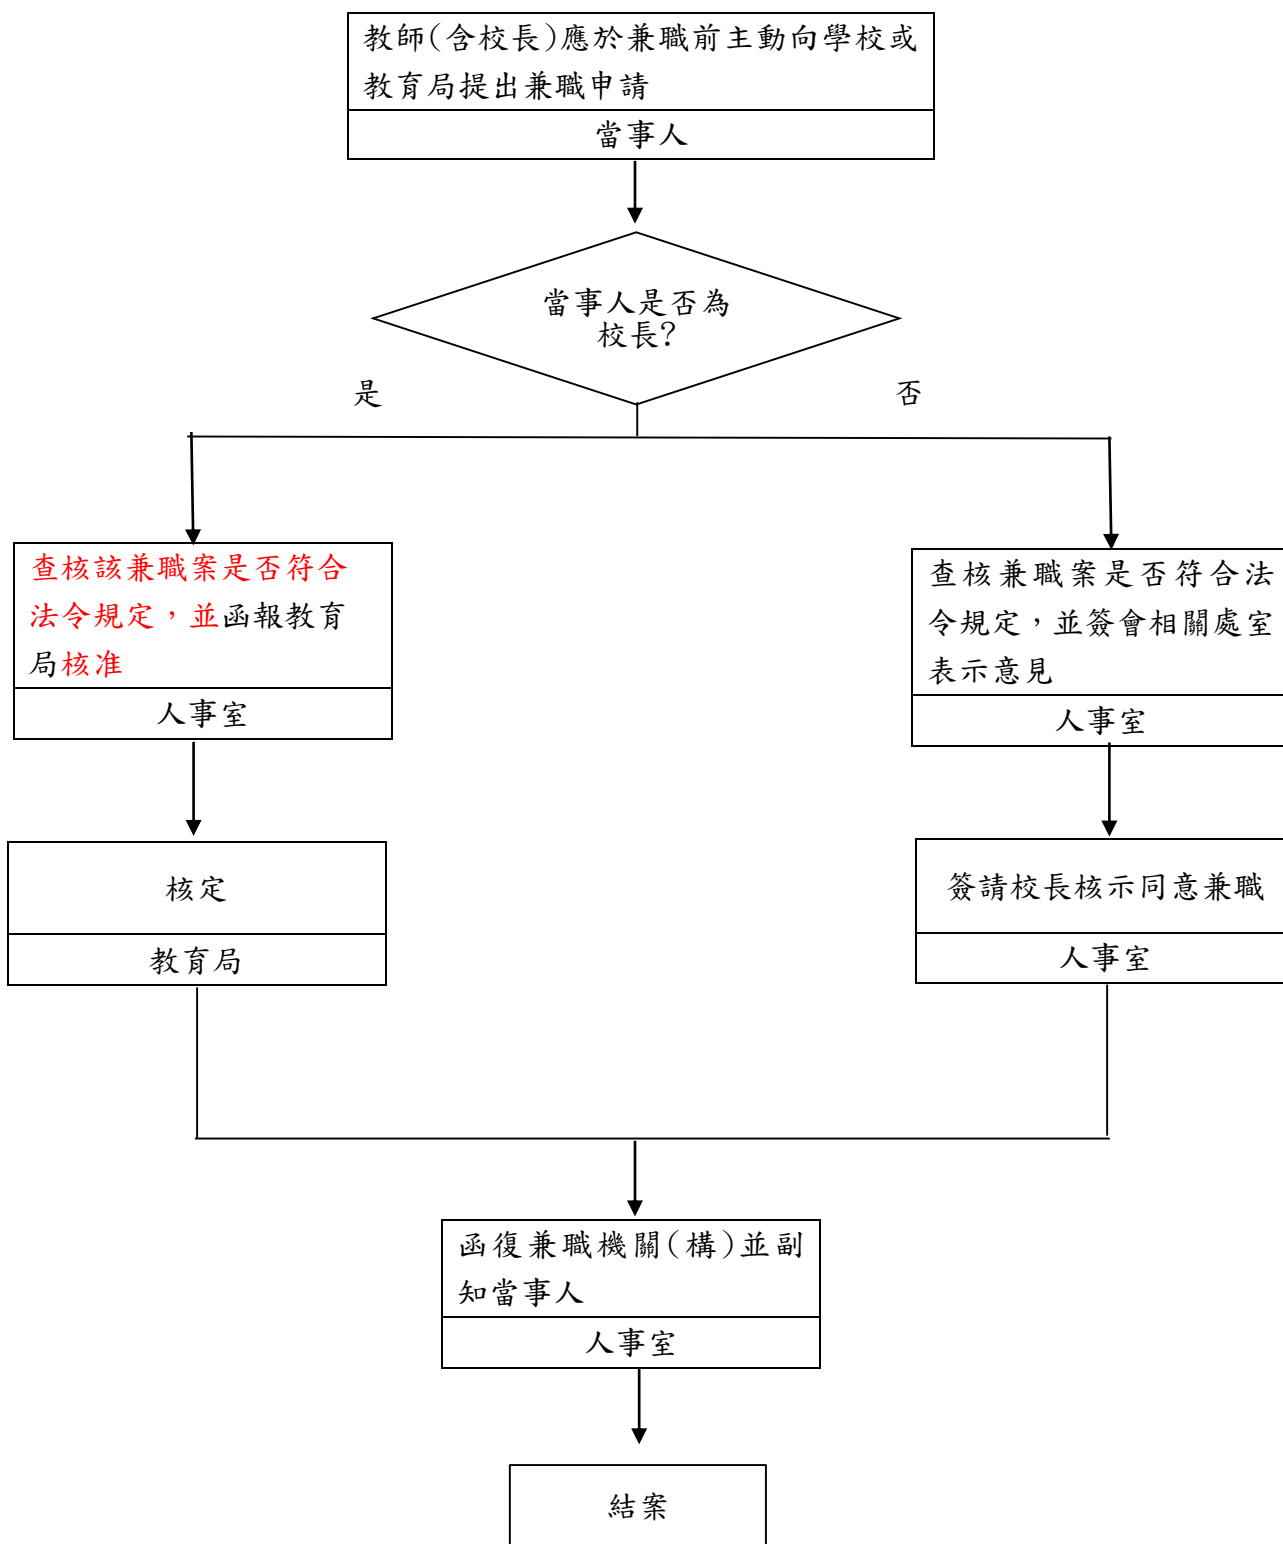 教師(含校長)應於兼職前主動向學校或
教育局提出兼職申請
當事人
當事人是否為
校長?
是
否
查核該兼職案是否符合
法令規定，並函報教育
局核准
人事室
查核兼職案是否符合法
令規定，並簽會相關處室
表示意見
人事室
核定
教育局
簽請校長核示同意兼職
人事室
函復兼職機關(構)並副
知當事人
人事室
結案